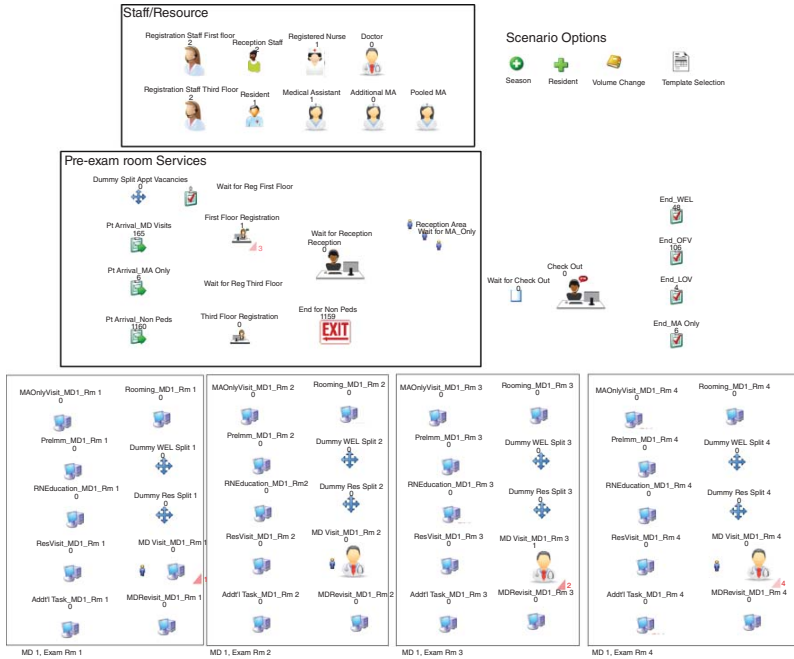 Staff/Resource
Registration Staff First floor
2
Reception Staff
2
Registered Nurse
1
Doctor
0
Registration Staff Third Floor
2
Resident
1
Medical Assistant
1
Additional MA
0
Pooled MA
Scenario Options
Season
Resident
Volume Change
Template Selection
Pre-exam room Services
Dummy Split Appt Vacancies
0
Wait for Reg First Floor
Pt Arrival_MD Visits
165
First Floor Registration
1
3
Wait for Reception
Reception
0
Reception Area
Wait for MA_Only
Pt Arrival_MA Only
6
Wait for Reg Third Floor
Pt Arrival_Non Peds
1160
Third Floor Registration
0
End for Non Peds
1159
EXIT
Wait for Check Out
0
Check Out
0
End_WEL
48
End_OFV
106
End_LOV
4
End_MA Only
6
MAOnlyVisit_MD1_Rm 1
0
Rooming_MD1_Rm 1
0
PreImm_MD1_Rm 1
0
Dummy WEL Split 1
0
RNEducation_MD1_Rm 1
0
Dummy Res Split 1
0
ResVisit_MD1_Rm 1
0
MD Visit_MD1_Rm 1
0
1
Addt'l Task_MD1_Rm 1
0
MDRevisit_MD1_Rm 1
0
MD 1, Exam Rm 1
MAOnlyVisit_MD1_Rm 2
0
Rooming_MD1_Rm 2
0
PreImm_MD1_Rm 2
0
Dummy WEL Split 2
0
RNEducation_MD1_Rm2
0
Dummy Res Split 2
0
ResVisit_MD1_Rm 2
0
MD Visit_MD1_Rm 2
0
Addt'l Task_MD1_Rm 2
0
MDRevisit_MD1_Rm 2
0
MD 1, Exam Rm 2
MAOnlyVisit_MD1_Rm 3
0
Rooming_MD1_Rm 3
0
PreImm_MD1_Rm 3
0
Dummy WEL Split 3
0
RNEducation_MD1_Rm 3
0
Dummy Res Split 3
0
ResVisit_MD1_Rm 3
0
MD Visit_MD1_Rm 3
1
2
Addt'l Task_MD1_Rm 3
0
MDRevisit_MD1_Rm 3
0
MD 1, Exam Rm 3
MAOnlyVisit_MD1_Rm 4
0
Rooming_MD1_Rm 4
0
PreImm_MD1_Rm 4
0
Dummy WEL Split 4
0
RNEducation_MD1_Rm 4
0
Dummy Res Split 4
0
ResVisit_MD1_Rm 4
0
MD Visit_MD1_Rm 4
0
4
Addt'l Task_MD1_Rm 4
0
MDRevisit_MD1_Rm 4
0
MD 1, Exam Rm 4